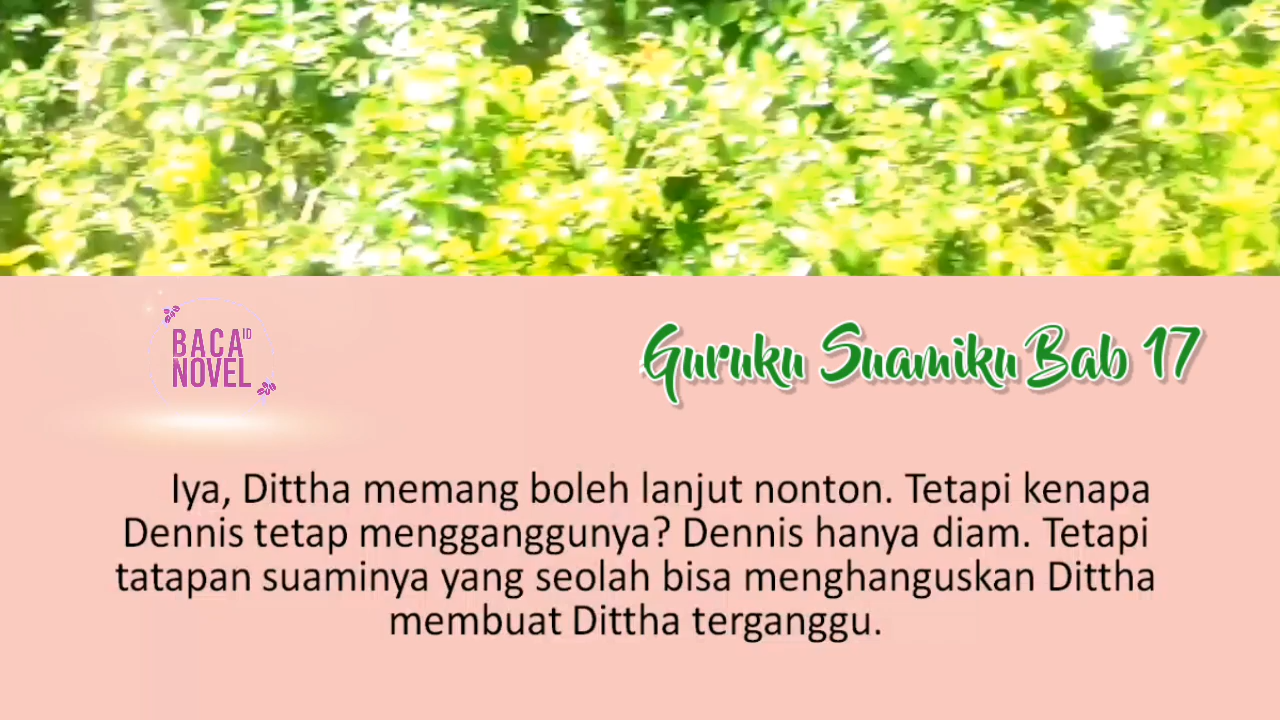 BACA ID
NOVEL
Guruku Suamiku Bab 17
Iya, Dittha memang boleh lanjut nonton. Tetapi kenapa
Dennis tetap mengganggunya? Dennis hanya diam. Tetapi
tatapan suaminya yang seolah bisa menghanguskan Dittha
membuat Dittha terganggu.